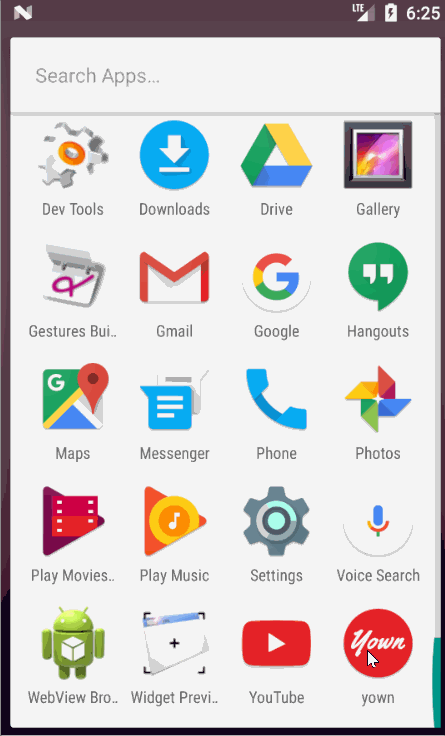 N LTE 6:25
Search Apps...
Dev Tools Downloads Drive Gallery
Gestures Bui.. Gmail Google Hangouts
G
Maps Messenger Phone Photos
Play Movies.. Play Music Settings Voice Search
Yown
WebView Bro.. Widget Previ.. YouTube yown